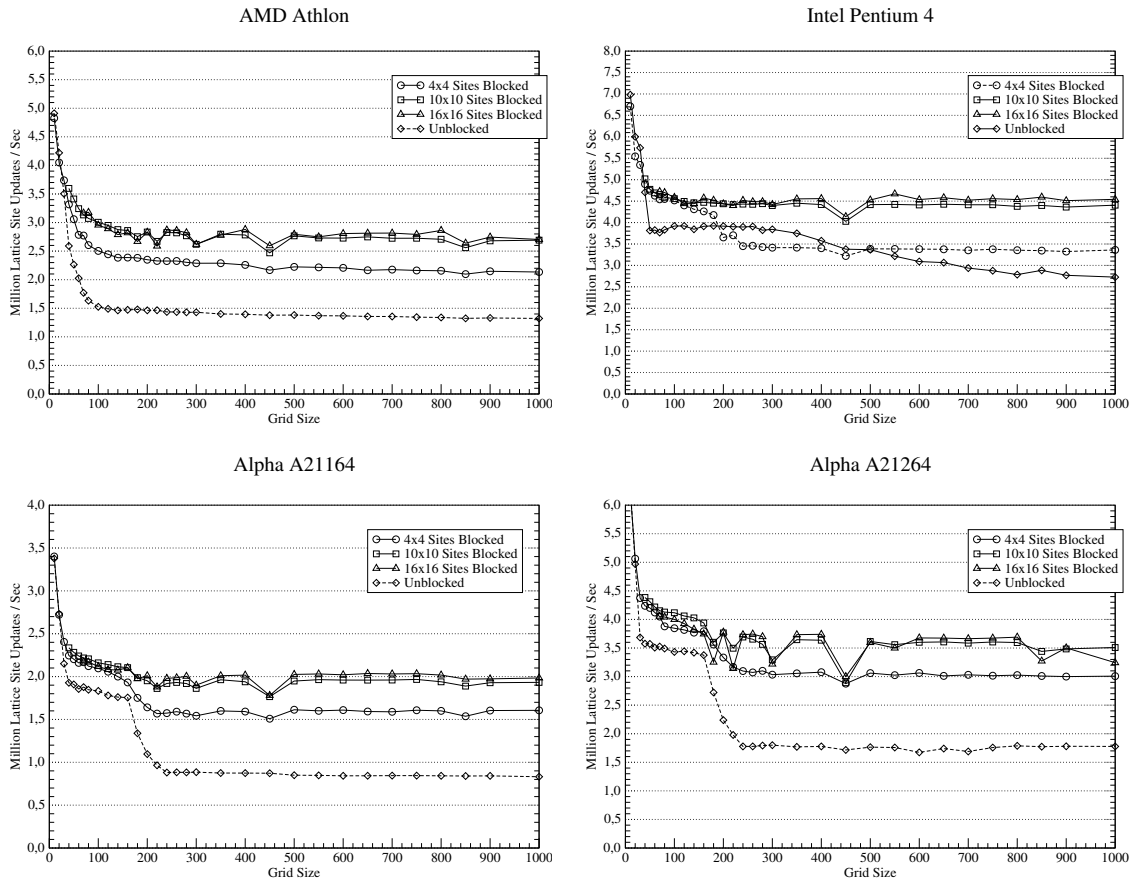 AMD Athlon
6,0
5,5
5,0
4,5
4,0
3,5
3,0
2,5
2,0
1,5
1,0
0,5
0,0
Million Lattice Site Updates / Sec
4x4 Sites Blocked
10x10 Sites Blocked
16x16 Sites Blocked
Unblocked
0 100 200 300 400 500 600 700 800 900 1000
Grid Size
Intel Pentium 4
8,0
7,5
7,0
6,5
6,0
5,5
5,0
4,5
4,0
3,5
3,0
2,5
2,0
1,5
1,0
0,5
0,0
Million Lattice Site Updates / Sec
4x4 Sites Blocked
10x10 Sites Blocked
16x16 Sites Blocked
Unblocked
0 100 200 300 400 500 600 700 800 900 1000
Grid Size
Alpha A21164
4,0
3,5
3,0
2,5
2,0
1,5
1,0
0,5
0,0
Million Lattice Site Updates / Sec
4x4 Sites Blocked
10x10 Sites Blocked
16x16 Sites Blocked
Unblocked
0 100 200 300 400 500 600 700 800 900 1000
Grid Size
Alpha A21264
6,0
5,5
5,0
4,5
4,0
3,5
3,0
2,5
2,0
1,5
1,0
0,5
0,0
Million Lattice Site Updates / Sec
4x4 Sites Blocked
10x10 Sites Blocked
16x16 Sites Blocked
Unblocked
0 100 200 300 400 500 600 700 800 900 1000
Grid Size